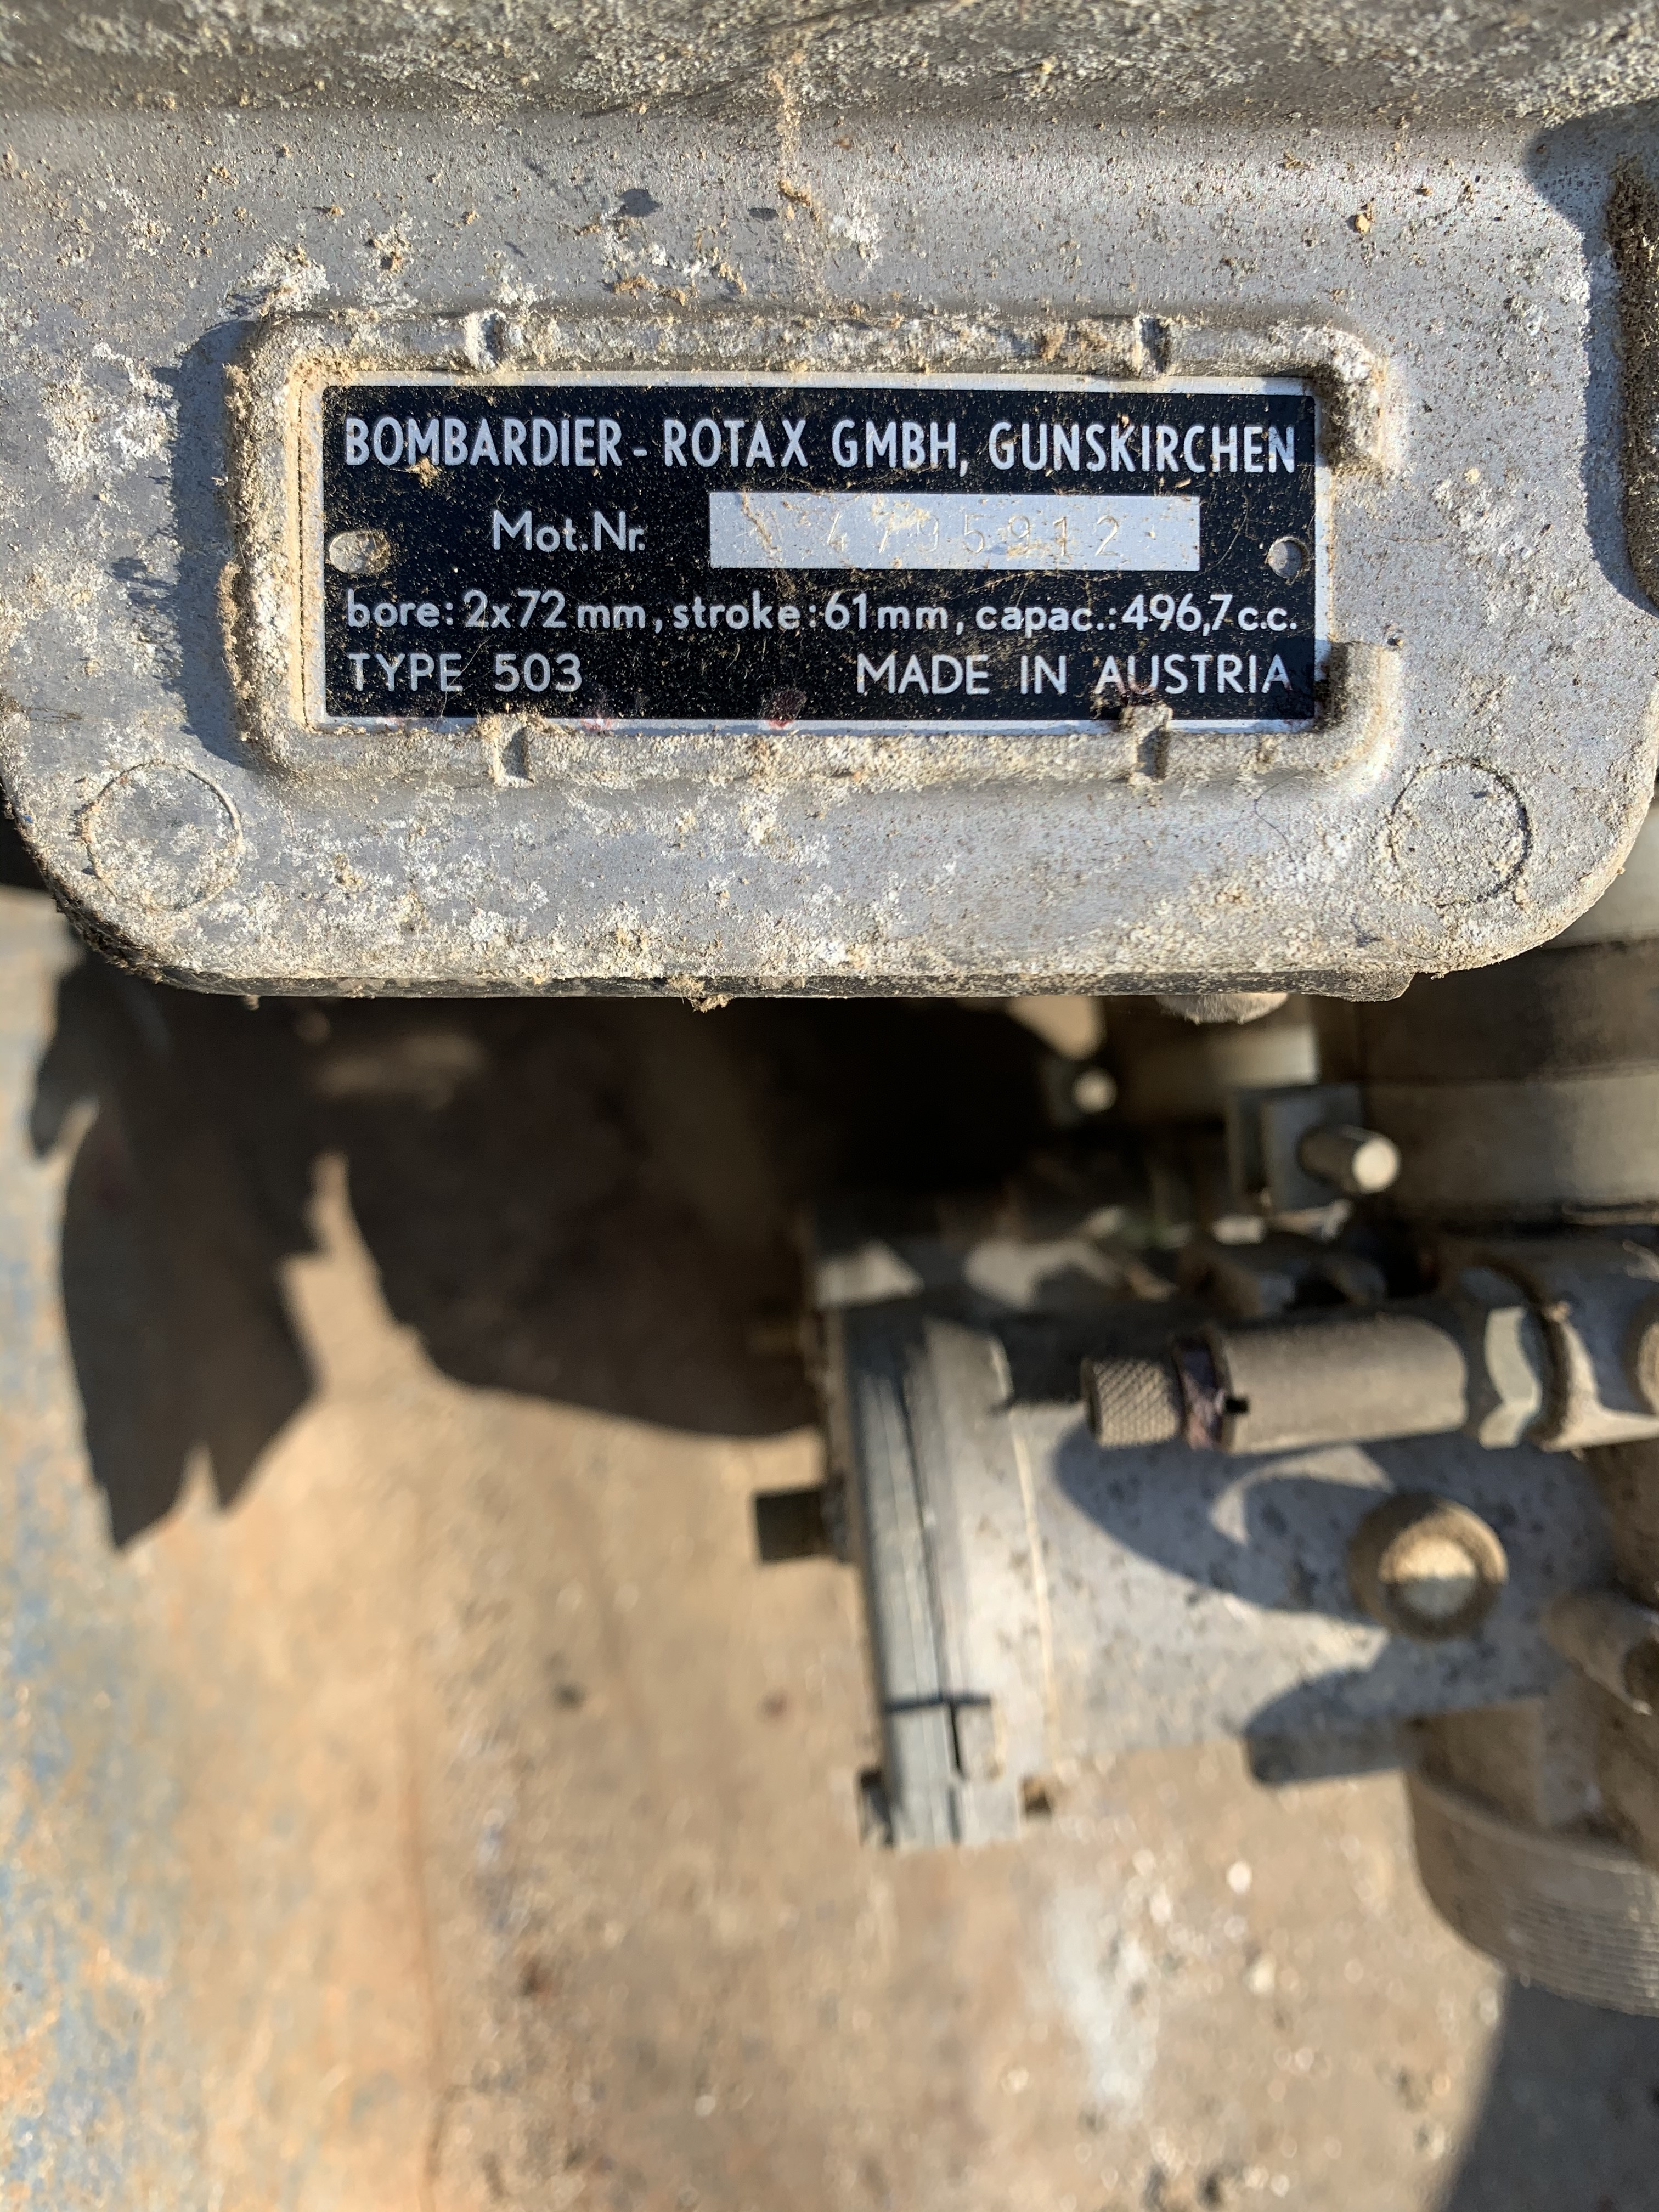 BOMBARDIER - ROTAX GMBH, GUNSKIRCHEN
Mot.Nr.
bore: 2x72 mm, stroke: 61 mm, capac.: 496,7 c.c.
TYPE 503 MADE IN AUSTRIA